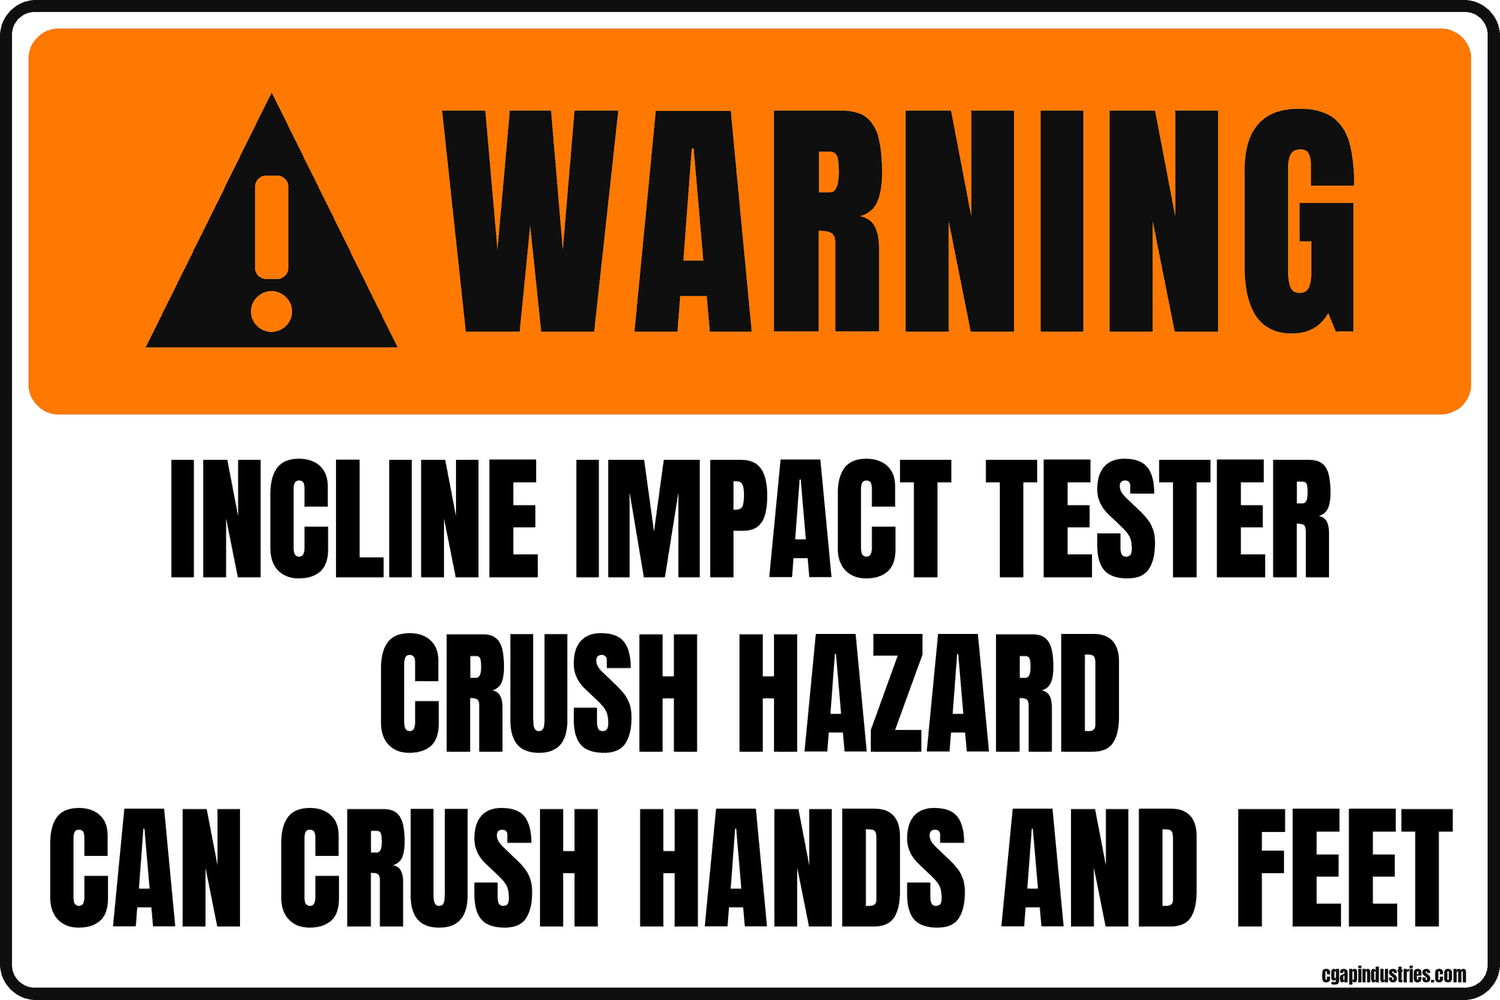 WARNING
INCLINE IMPACT TESTER
CRUSH HAZARD
CAN CRUSH HANDS AND FEET
cgapindustries.com